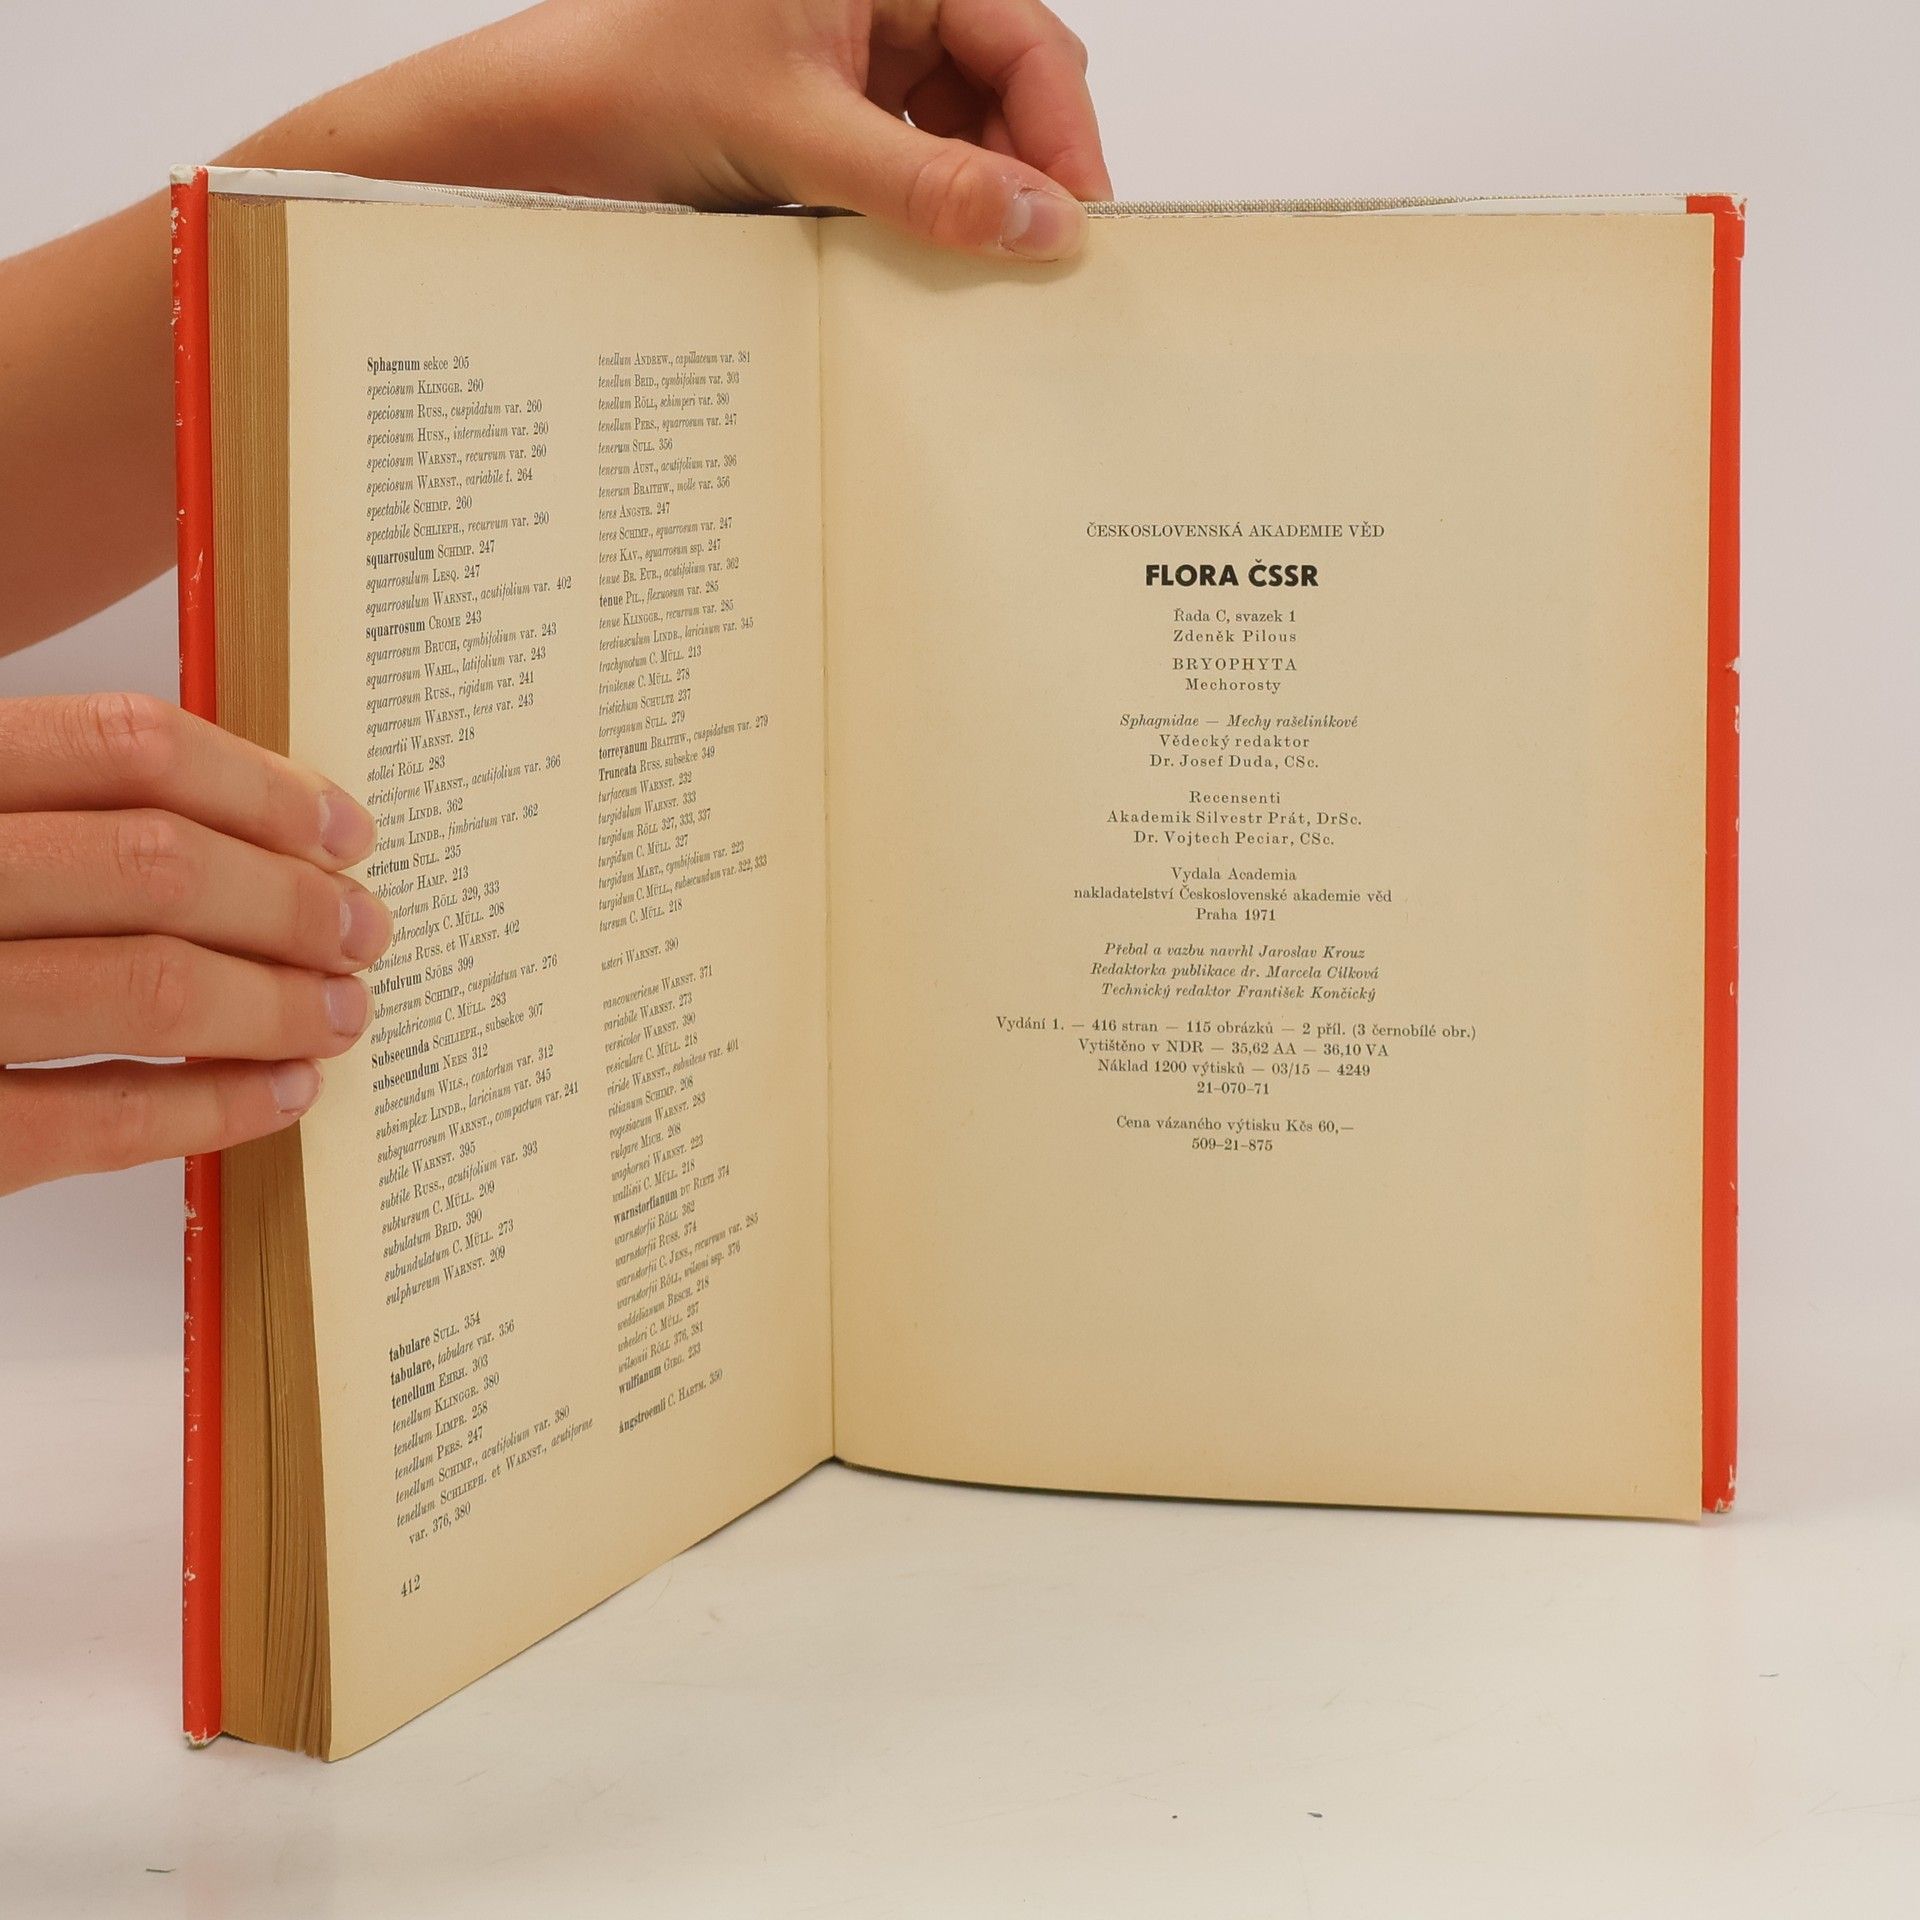 Sphagnum sekce 205
speciosum KLINGGR. 260
speciosum RUSS., cuspidatum var. 260
speciosum HUSN., intermedium var. 260
speciosum WARNST., recurvum var. 260
speciosum WARNST., variabile f. 264
spectabile SCHIMP. 260
spectabile SCHLIEPH., recurvum var. 260
squarrosulum SCHIMP. 247
squarrosulum LESQ. 247
squarrosulum WARNST., acutifolium var. 402
squarrosum CROME 243
squarrosum BRUCH, cymbifolium var. 243
squarrosum WAHL., latifolium var. 243
squarrosum RUSS., rigidum var. 241
squarrosum WARNST., teres var. 243
stewartii WARNST. 218
stollei RÖLL 283
strictiforme WARNST., acutifolium var. 366
rictum LINDB. 362
rictum LINDB., fimbriatum var. 362
strictum SULL. 235
bbicolor HAMP. 213
ntortum RÖLL 329, 333
ythrocalyx C. MÜLL. 208
subnitens RUSS. et WARNST. 402
ubfulvum SJÖRS 399
ubmersum SCHIMP., cuspidatum var. 276
subpulchricoma C. MÜLL. 283
Subsecunda SCHLIEPH., subsekce 307
subsecundum NEES 312
subsecundum WILS., contortum var. 312
subsimplex LINDB., laricinum var. 345
subsquarrosum WARNST., compactum var. 241
subtile WARNST. 395
subtile RUSS., acutifolium var. 393
subtursum C. MÜLL. 209
subulatum BRID. 390
subundulatum C. MÜLL. 273
sulphureum WARNST. 209
tabulare SULL. 354
tabulare, tabulare var. 356
tenellum EHRH. 303
tenellum KLINGGR. 380
tenellum LIMPR. 258
tenellum PERS. 247
tenellum SCHIMP., acutifolium var. 380
tenellum SCHLIEPH. et WARNST., acutiforme
var. 376, 380
412
tenellum ANDREW., capillaceum var. 381
tenellum BRID., cymbifolium var. 303
tenellum RÖLL, schimperi var. 380
tenellum PERS., squarrosum var. 247
tenerum SULL. 356
tenerum AUST., acutifolium var. 396
tenerum BRAITHW., molle var. 356
teres ANGSTR. 247
teres SCHIMP., squarrosum var. 247
teres KAV., squarrosum ssp. 247
tenue BR. EUR., acutifolium var. 362
tenue PIL., flexuosum var. 285
tenue KLINGGR., recurvum var. 285
teretiusculum LINDB., laricinum var. 345
trachynotum C. MÜLL. 213
trinitense C. MÜLL. 278
tristichum SCHULTZ 237
torreyanum SULL. 279
torreyanum BRAITHW., cuspidatum var. 279
Truncata RUSS. subsekce 349
turfaceum WARNST. 232
turgidulum WARNST. 333
turgidum RÖLL 327, 333, 337
turgidum C. MÜLL. 327
turgidum MART., cymbifolium var. 223
turgidum C. MÜLL., subsecundum var. 322, 333
tursum C. MÜLL. 218
usteri WARNST. 390
vancouveriense WARNST. 371
variabile WARNST. 273
versicolor WARNST. 390
vesiculare C. MÜLL. 218
viride WARNST., subnitens var. 401
vitianum SCHIMP. 208
vogesiacum WARNST. 283
vulgare MICH. 208
waghornei WARNST. 223
wallisii C. MÜLL. 218
warnstorfianum DU RIETZ 374
warnstorfii RÖLL 362
warnstorfii RUSS. 374
warnstorfii C. JENS., recurvum var. 285
warnstorfii RÖLL, wilsoni ssp. 376
weddelianum BESCH. 218
wheeleri C. MÜLL. 237
wilsonii RÖLL 376, 381
wulfianum GIRG. 233
ångstroemii C. HARTM. 350
ČESKOSLOVENSKÁ AKADEMIE VĚD
FLORA ČSSR
Řada C, svazek 1
Zdeněk Pilous
BRYOPHYTA
Mechorosty
Sphagnidae — Mechy rašeliníkové
Vědecký redaktor
Dr. Josef Duda, CSc.
Recensenti
Akademik Silvestr Prát, DrSc.
Dr. Vojtech Peciar, CSc.
Vydala Academia
nakladatelství Československé akademie věd
Praha 1971
Přebal a vazbu navrhl Jaroslav Krouz
Redaktorka publikace dr. Marcela Cílková
Technický redaktor František Končický
Vydání 1. — 416 stran — 115 obrázků — 2 příl. (3 černobílé obr.)
Vytištěno v NDR — 35,62 AA — 36,10 VA
Náklad 1200 výtisků — 03/15 — 4249
21–070–71
Cena vázaného výtisku Kčs 60,—
509–21–875